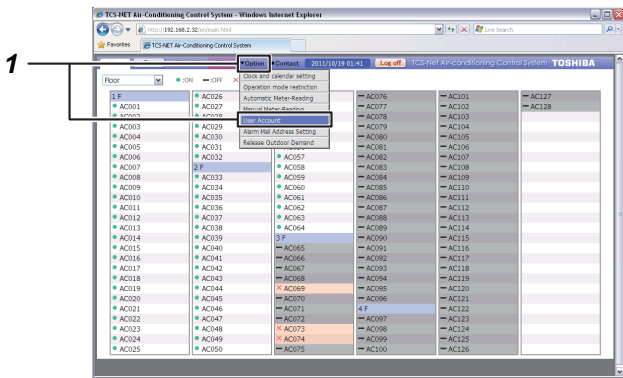 TCS-NET Air-Conditioning Control System - Windows Internet Explorer
http://192.168.2.32/mn/main.html
Live Search
Favorites
TCS-NET Air-Conditioning Control System
1
▼Option
▼Contact
2011/10/19 01:41
Log off
TCS-Net Air-conditioning Control System
TOSHIBA
Floor
:ON
:OFF
Clock and calendar setting
Operation mode restriction
Automatic Meter-Reading
Manual Meter-Reading
User Account
Alarm Mail Address Setting
Release Outdoor Demand
1 F
AC001
AC002
AC003
AC004
AC005
AC006
AC007
AC008
AC009
AC010
AC011
AC012
AC013
AC014
AC015
AC016
AC017
AC018
AC019
AC020
AC021
AC022
AC023
AC024
AC025
AC026
AC027
AC028
AC029
AC030
AC031
AC032
2 F
AC033
AC034
AC035
AC036
AC037
AC038
AC039
AC040
AC041
AC042
AC043
AC044
AC045
AC046
AC047
AC048
AC049
AC050
AC057
AC058
AC059
AC060
AC061
AC062
AC063
AC064
3 F
AC065
AC066
AC067
AC068
AC069
AC070
AC071
AC072
AC073
AC074
AC075
AC076
AC077
AC078
AC079
AC080
AC081
AC082
AC083
AC084
AC085
AC086
AC087
AC088
AC089
AC090
AC091
AC092
AC093
AC094
AC095
AC096
4 F
AC097
AC098
AC099
AC100
AC101
AC102
AC103
AC104
AC105
AC106
AC107
AC108
AC109
AC110
AC111
AC112
AC113
AC114
AC115
AC116
AC117
AC118
AC119
AC120
AC121
AC122
AC123
AC124
AC125
AC126
AC127
AC128